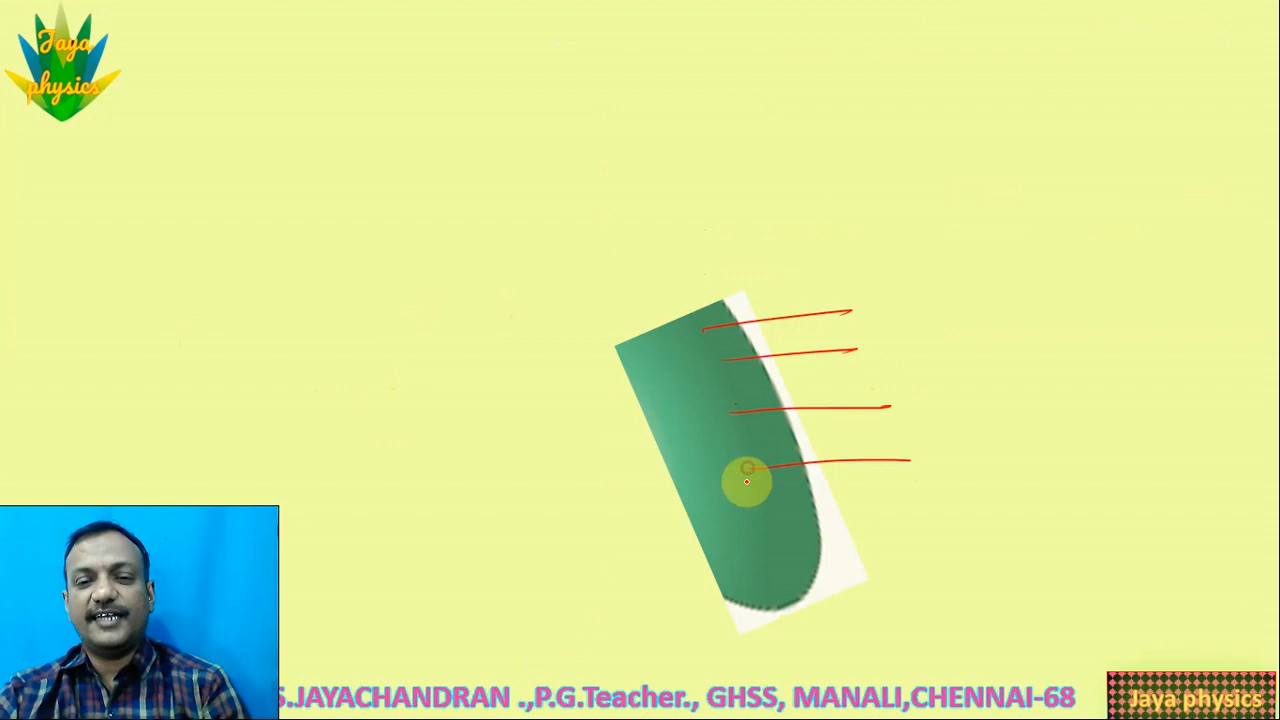 Jaya
physics
S.JAYACHANDRAN .,P.G.Teacher., GHSS, MANALI,CHENNAI-68
Jaya physics